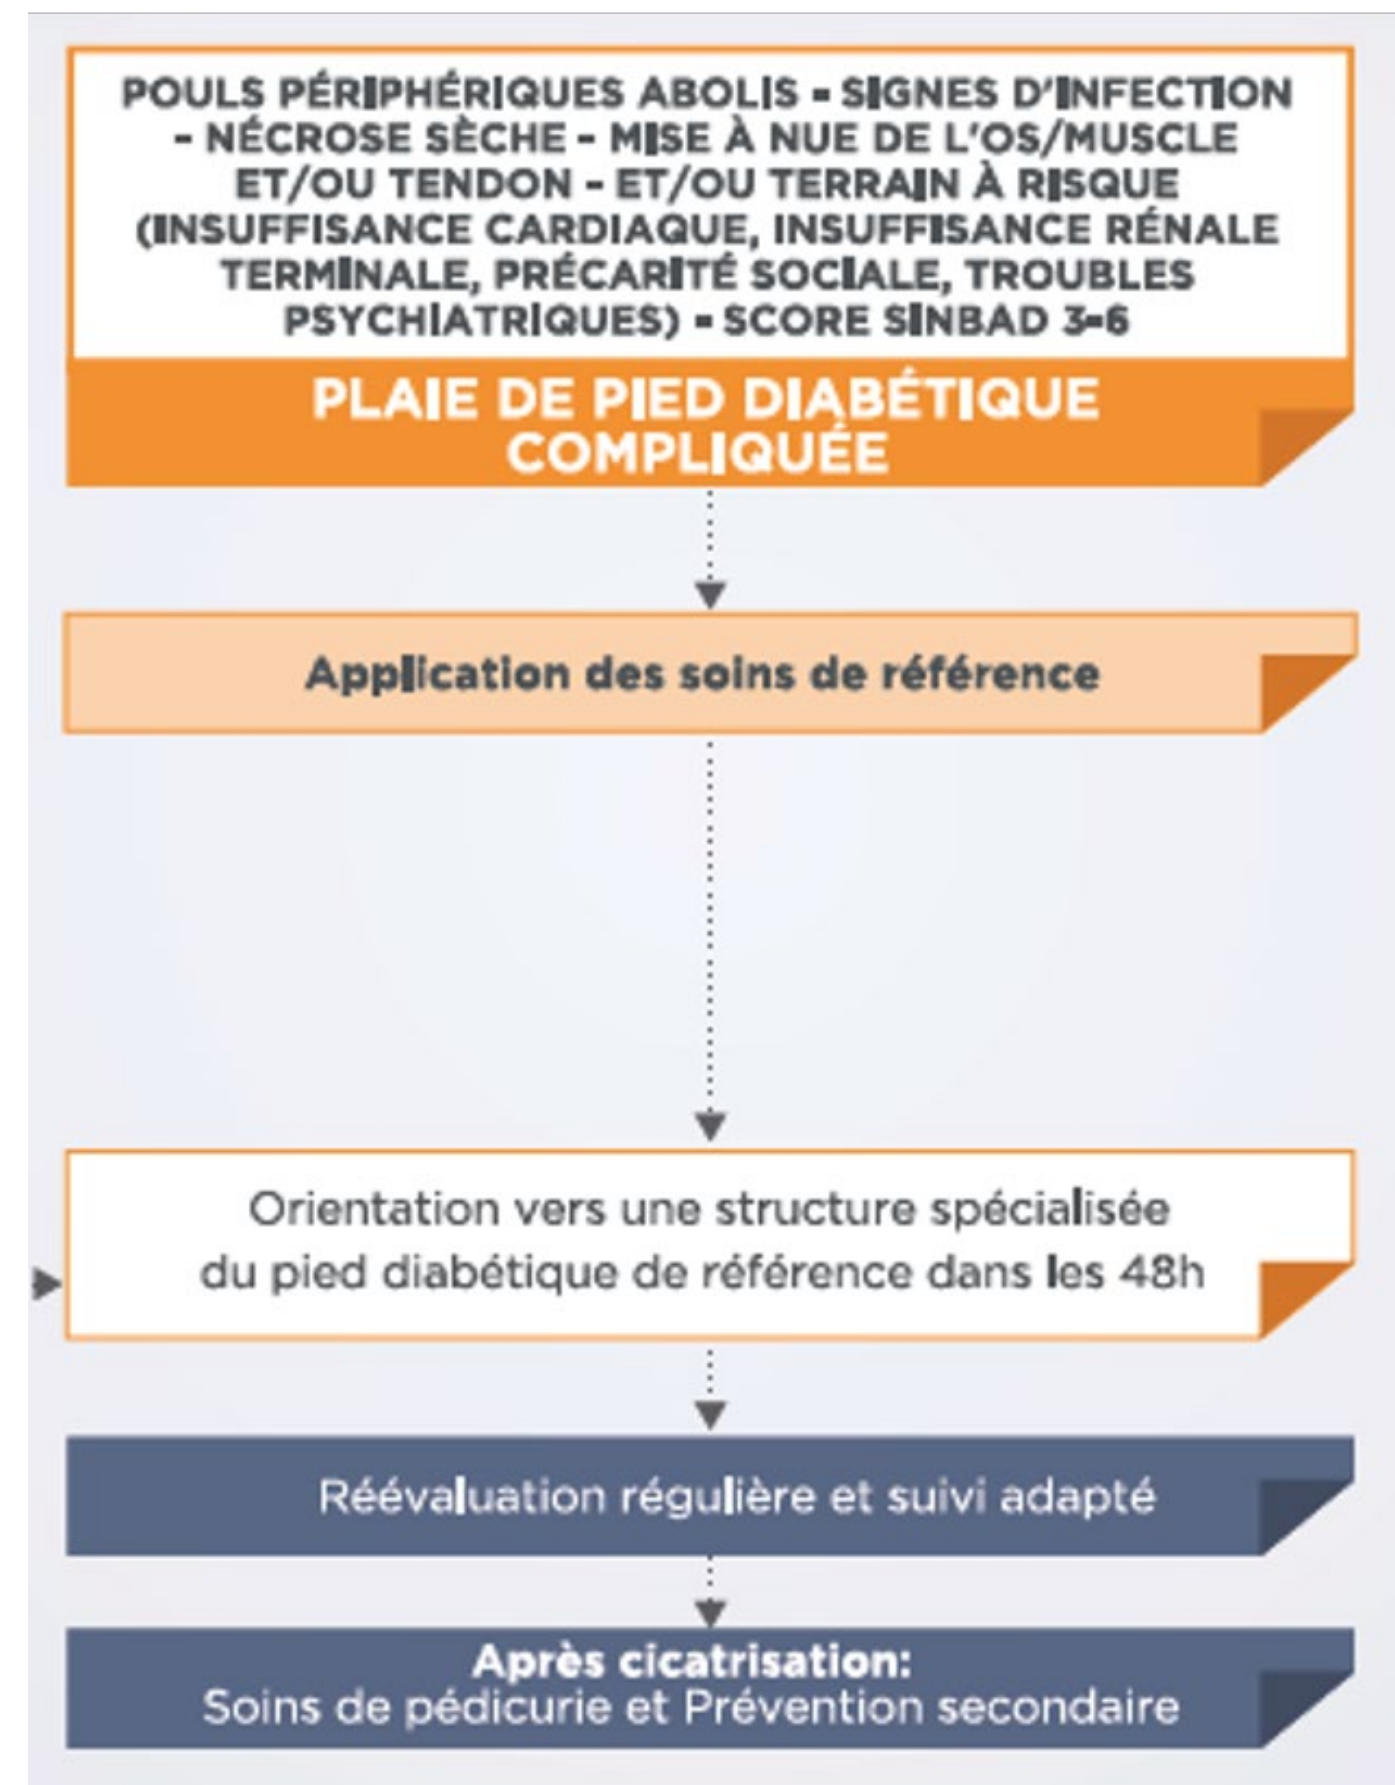 POULS PÉRIPHÉRIQUES ABOLIS - SIGNES D'INFECTION
- NÉCROSE SÈCHE - MISE À NUE DE L'OS/MUSCLE
ET/OU TENDON - ET/OU TERRAIN À RISQUE
(INSUFFISANCE CARDIAQUE, INSUFFISANCE RÉNALE
TERMINALE, PRÉCARITÉ SOCIALE, TROUBLES
PSYCHIATRIQUES) - SCORE SINBAD 3-6
PLAIE DE PIED DIABÉTIQUE
COMPLIQUÉE
Application des soins de référence
Orientation vers une structure spécialisée
du pied diabétique de référence dans les 48h
Réévaluation régulière et suivi adapté
Après cicatrisation:
Soins de pédicurie et Prévention secondaire